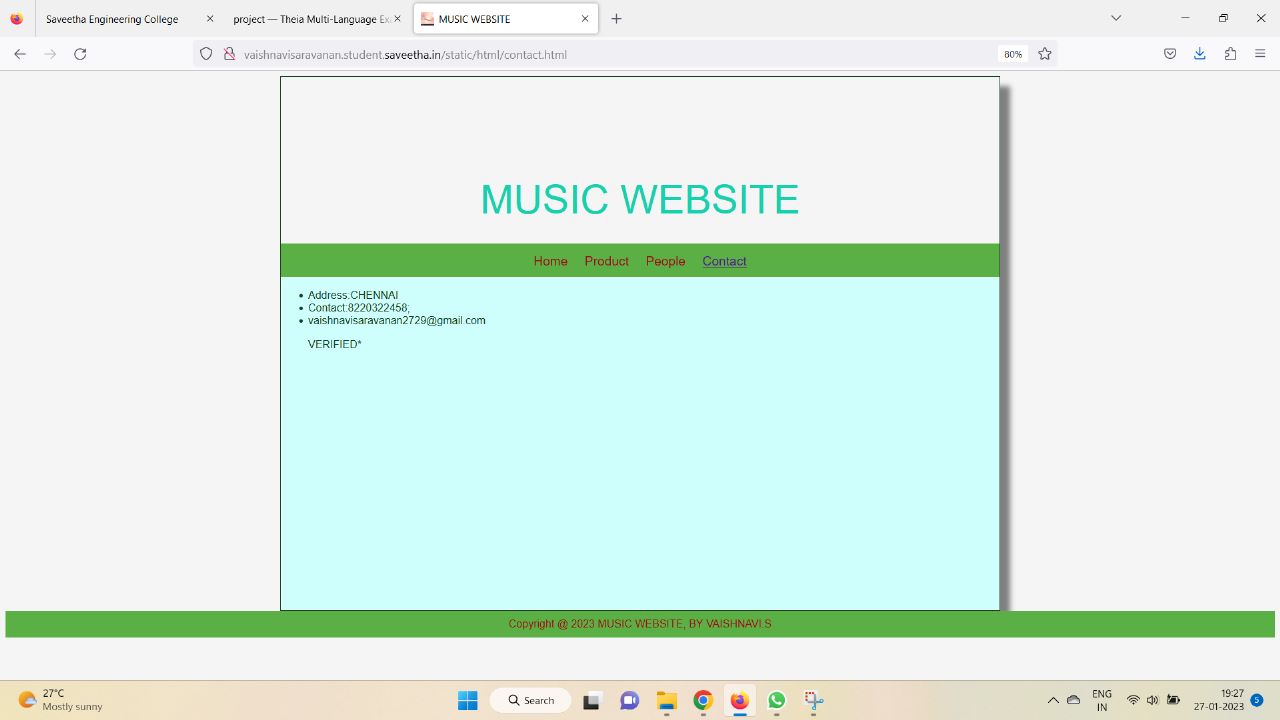 Saveetha Engineering College
project — Theia Multi-Language Ex
MUSIC WEBSITE
vaishnavisaravanan.student.saveetha.in/static/html/contact.html
80%
MUSIC WEBSITE
Home Product People Contact
Address:CHENNAI
Contact:8220322458;
vaishnavisaravanan2729@gmail.com
VERIFIED*
Copyright @ 2023 MUSIC WEBSITE, BY VAISHNAVI.S
27°C
Mostly sunny
Search
ENG
IN
19:27
27-01-2023
5